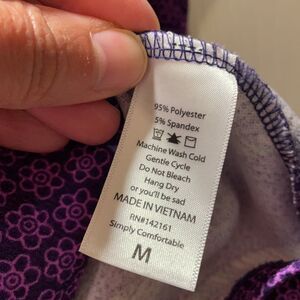 95% Polyester
5% Spandex
Machine Wash Cold
Gentle Cycle
Do Not Bleach
Hang Dry
or you'll be sad
MADE IN VIETNAM
RN#142161
Simply Comfortable
M